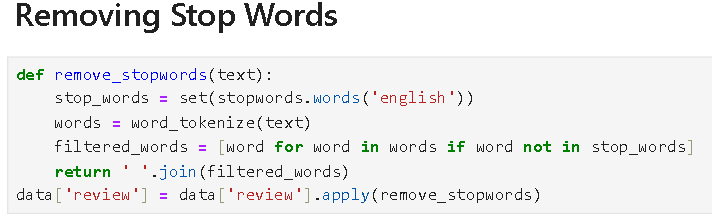 Removing Stop Words
def remove_stopwords(text):
    stop_words = set(stopwords.words('english'))
    words = word_tokenize(text)
    filtered_words = [word for word in words if word not in stop_words]
    return ' '.join(filtered_words)
data['review'] = data['review'].apply(remove_stopwords)